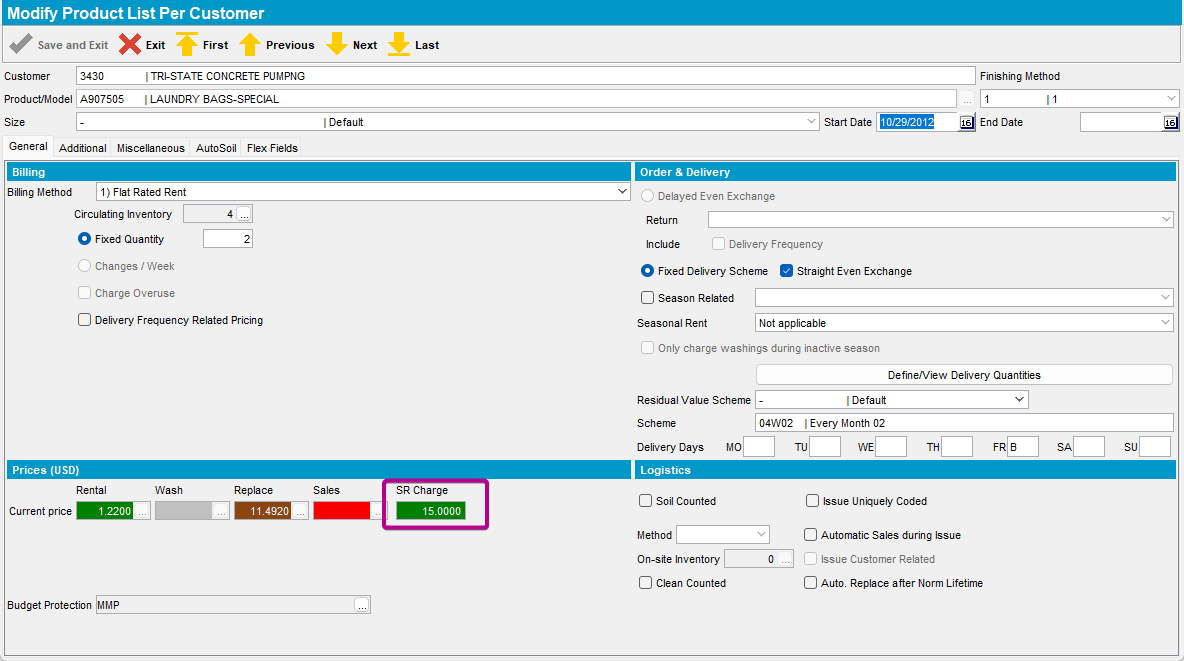 Modify Product List Per Customer
Save and Exit Exit First Previous Next Last
Customer 3430 | TRI-STATE CONCRETE PUMPNG Finishing Method
Product/Model A907505 | LAUNDRY BAGS-SPECIAL ... 1 | 1
Size - | Default Start Date 10/29/2012 16 End Date 16
General Additional Miscellaneous AutoSoil Flex Fields
Billing
Billing Method 1) Flat Rated Rent
Circulating Inventory 4 ...
Fixed Quantity 2
Changes / Week
Charge Overuse
Delivery Frequency Related Pricing
Order & Delivery
Delayed Even Exchange
Return
Include Delivery Frequency
Fixed Delivery Scheme Straight Even Exchange
Season Related
Seasonal Rent Not applicable
Only charge washings during inactive season
Define/View Delivery Quantities
Residual Value Scheme - | Default
Scheme 04W02 | Every Month 02
Delivery Days MO TU WE TH FR B SA SU
Prices (USD)
Rental Wash Replace Sales SR Charge
Current price 1.2200 ... ... 11.4920 ... ... 15.0000
Budget Protection MMP ...
Logistics
Soil Counted Issue Uniquely Coded
Method Automatic Sales during Issue
On-site Inventory 0 ... Issue Customer Related
Clean Counted Auto. Replace after Norm Lifetime